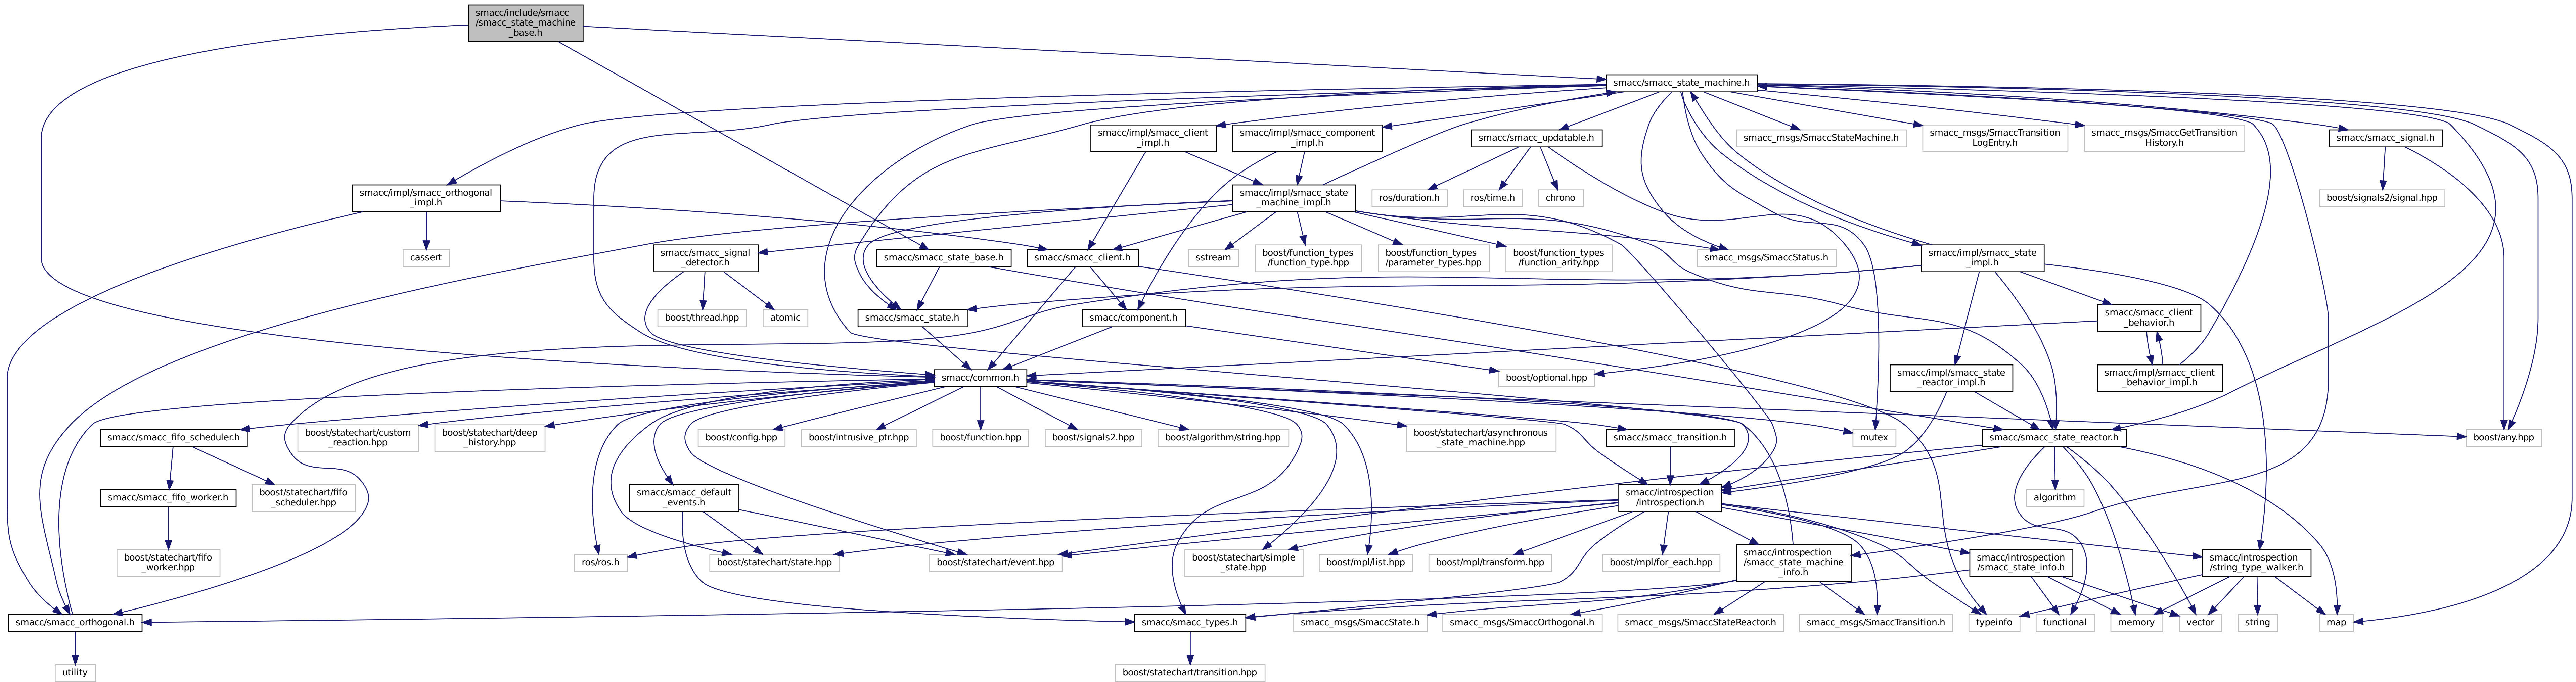 smacc/include/smacc
/smacc_state_machine
_base.h
smacc/smacc_state_machine.h
smacc/impl/smacc_client
_impl.h
smacc/impl/smacc_component
_impl.h
smacc/smacc_updatable.h
smacc_msgs/SmaccStateMachine.h
smacc_msgs/SmaccTransition
LogEntry.h
smacc_msgs/SmaccGetTransition
History.h
smacc/smacc_signal.h
smacc/impl/smacc_orthogonal
_impl.h
smacc/impl/smacc_state
_machine_impl.h
ros/duration.h
ros/time.h
chrono
boost/signals2/signal.hpp
cassert
smacc/smacc_signal
_detector.h
smacc/smacc_state_base.h
smacc/smacc_client.h
sstream
boost/function_types
/function_type.hpp
boost/function_types
/parameter_types.hpp
boost/function_types
/function_arity.hpp
smacc_msgs/SmaccStatus.h
smacc/impl/smacc_state
_impl.h
boost/thread.hpp
atomic
smacc/smacc_state.h
smacc/component.h
smacc/smacc_client
_behavior.h
smacc/common.h
boost/optional.hpp
smacc/impl/smacc_state
_reactor_impl.h
smacc/impl/smacc_client
_behavior_impl.h
smacc/smacc_fifo_scheduler.h
boost/statechart/custom
_reaction.hpp
boost/statechart/deep
_history.hpp
boost/config.hpp
boost/intrusive_ptr.hpp
boost/function.hpp
boost/signals2.hpp
boost/algorithm/string.hpp
boost/statechart/asynchronous
_state_machine.hpp
smacc/smacc_transition.h
mutex
smacc/smacc_state_reactor.h
boost/any.hpp
smacc/smacc_fifo_worker.h
boost/statechart/fifo
_scheduler.hpp
smacc/smacc_default
_events.h
smacc/introspection
/introspection.h
algorithm
boost/statechart/fifo
_worker.hpp
ros/ros.h
boost/statechart/state.hpp
boost/statechart/event.hpp
boost/statechart/simple
_state.hpp
boost/mpl/list.hpp
boost/mpl/transform.hpp
boost/mpl/for_each.hpp
smacc/introspection
/smacc_state_machine
_info.h
smacc/introspection
/smacc_state_info.h
smacc/introspection
/string_type_walker.h
smacc/smacc_orthogonal.h
smacc/smacc_types.h
smacc_msgs/SmaccState.h
smacc_msgs/SmaccOrthogonal.h
smacc_msgs/SmaccStateReactor.h
smacc_msgs/SmaccTransition.h
typeinfo
functional
memory
vector
string
map
utility
boost/statechart/transition.hpp